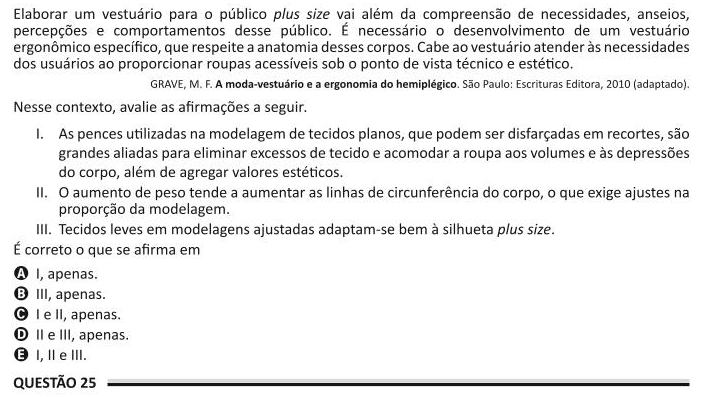 Elaborar um vestuário para o público plus size vai além da compreensão de necessidades, anseios,
percepções e comportamentos desse público. É necessário o desenvolvimento de um vestuário
ergonômico específico, que respeite a anatomia desses corpos. Cabe ao vestuário atender às necessidades
dos usuários ao proporcionar roupas acessíveis sob o ponto de vista técnico e estético.
GRAVE, M. F. A moda-vestuário e a ergonomia do hemiplégico. São Paulo: Escrituras Editora, 2010 (adaptado).
Nesse contexto, avalie as afirmações a seguir.
I. As pences utilizadas na modelagem de tecidos planos, que podem ser disfarçadas em recortes, são
grandes aliadas para eliminar excessos de tecido e acomodar a roupa aos volumes e às depressões
do corpo, além de agregar valores estéticos.
II. O aumento de peso tende a aumentar as linhas de circunferência do corpo, o que exige ajustes na
proporção da modelagem.
III. Tecidos leves em modelagens ajustadas adaptam-se bem à silhueta plus size.
É correto o que se afirma em
A I, apenas.
B III, apenas.
C I e II, apenas.
D II e III, apenas.
E I, II e III.
QUESTÃO 25